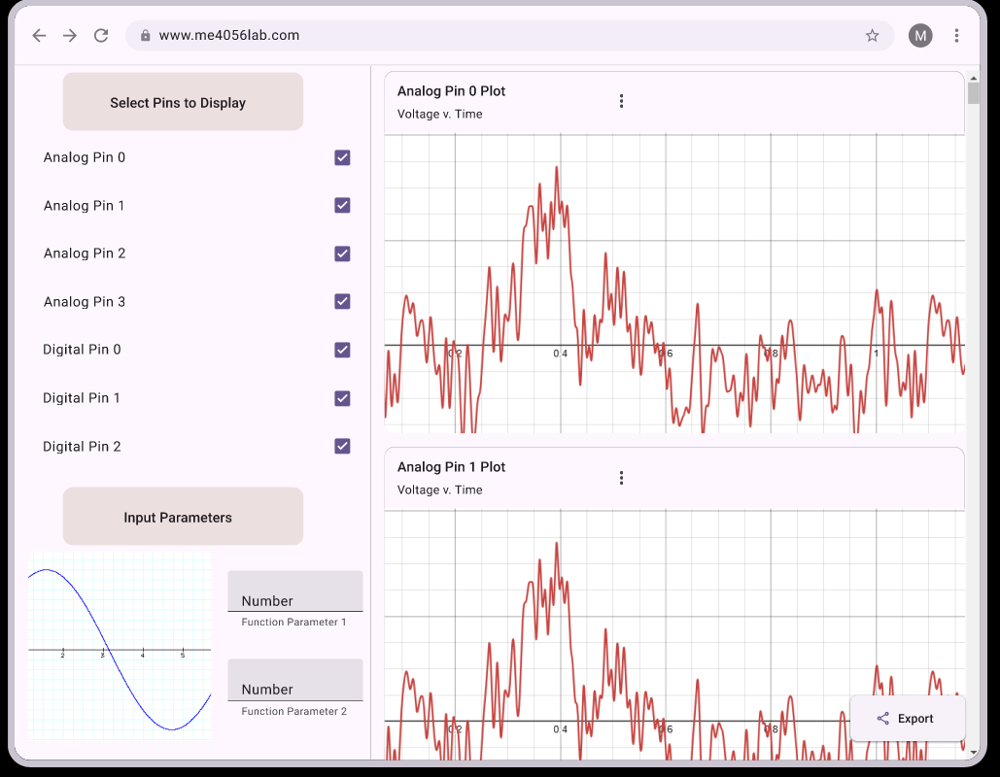 www.me4056lab.com
M
Select Pins to Display
Analog Pin 0
Analog Pin 1
Analog Pin 2
Analog Pin 3
Digital Pin 0
Digital Pin 1
Digital Pin 2
Input Parameters
2 3 4 5
Number
Function Parameter 1
Number
Function Parameter 2
Analog Pin 0 Plot
Voltage v. Time
0.2 0.4 0.6 0.8 1
Analog Pin 1 Plot
Voltage v. Time
0.2 0.4 0.6 0.8
Export